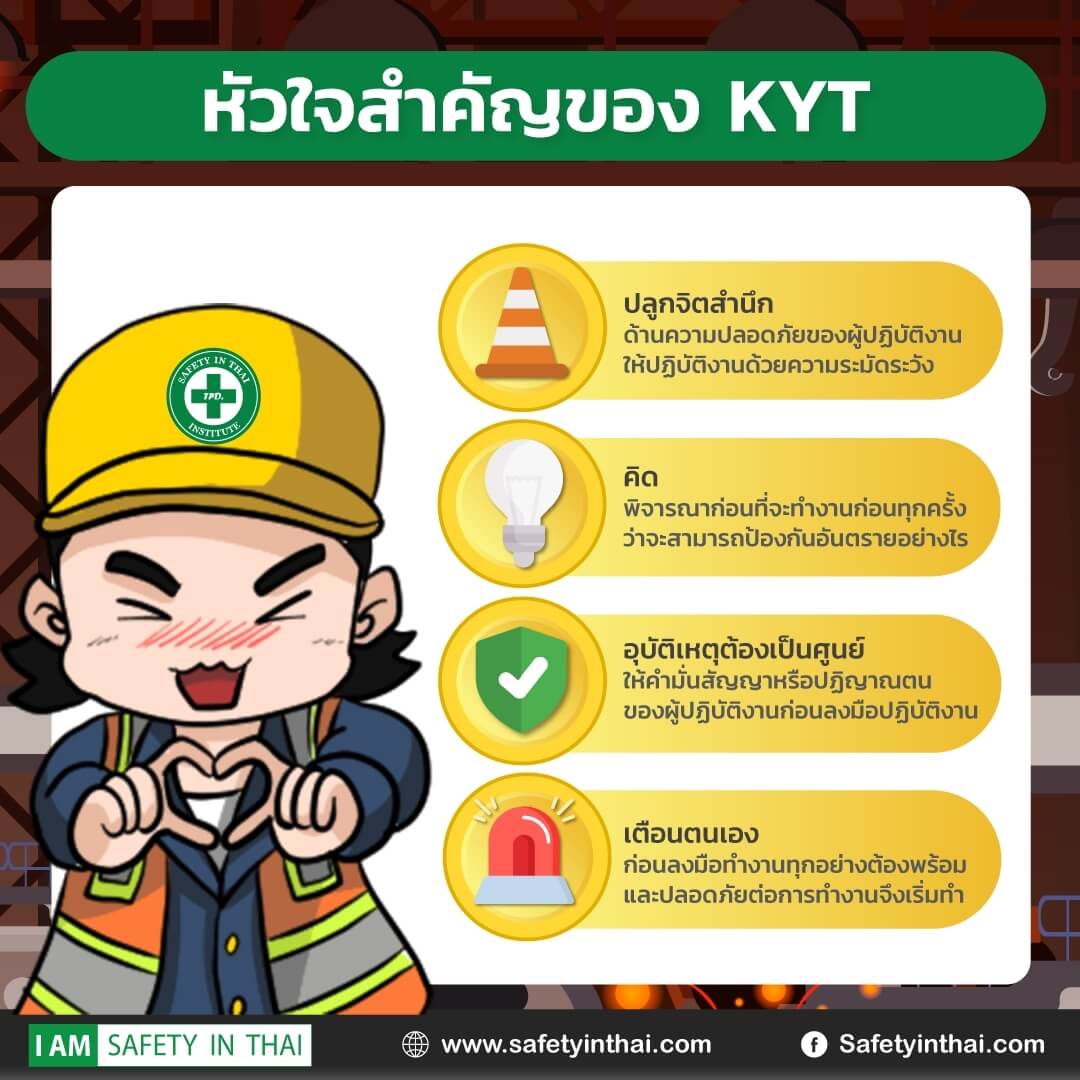 หัวใจสำคัญของ KYT
ปลูกจิตสำนึก
ด้านความปลอดภัยของผู้ปฏิบัติงาน
ให้ปฏิบัติงานด้วยความระมัดระวัง
คิด
พิจารณาก่อนที่จะทำงานก่อนทุกครั้ง
ว่าจะสามารถป้องกันอันตรายอย่างไร
อุบัติเหตุต้องเป็นศูนย์
ให้คำมั่นสัญญาหรือปฏิญาณตน
ของผู้ปฏิบัติงานก่อนลงมือปฏิบัติงาน
เตือนตนเอง
ก่อนลงมือทำงานทุกอย่างต้องพร้อม
และปลอดภัยต่อการทำงานจึงเริ่มทำ
SAFETY IN THAI
TPD.
INSTITUTE
I AM SAFETY IN THAI
www.safetyinthai.com
Safetyinthai.com